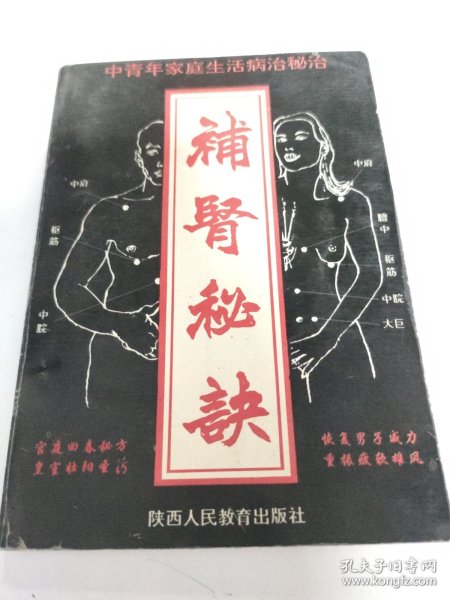 中青年家庭生活病治秘治
補腎秘訣
中府
枢筋
中脘
中府
膻中
枢筋
中脘
大巨
宫廷回春秘方
皇室壮阳圣沥
恢复男子威力
重振疲软雄风
陕西人民教育出版社
孔夫子旧书网
www.kongfz.com